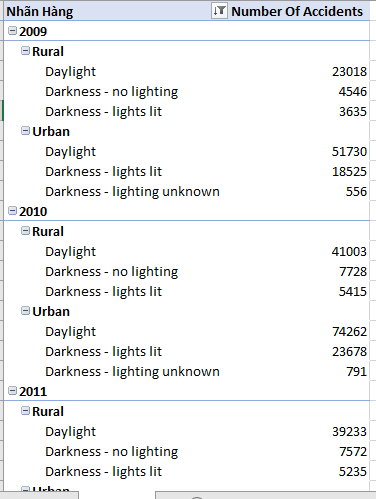 Nhãn Hàng Number Of Accidents
2009
Rural
Daylight 23018
Darkness - no lighting 4546
Darkness - lights lit 3635
Urban
Daylight 51730
Darkness - lights lit 18525
Darkness - lighting unknown 556
2010
Rural
Daylight 41003
Darkness - no lighting 7728
Darkness - lights lit 5415
Urban
Daylight 74262
Darkness - lights lit 23678
Darkness - lighting unknown 791
2011
Rural
Daylight 39233
Darkness - no lighting 7572
Darkness - lights lit 5235
Urban